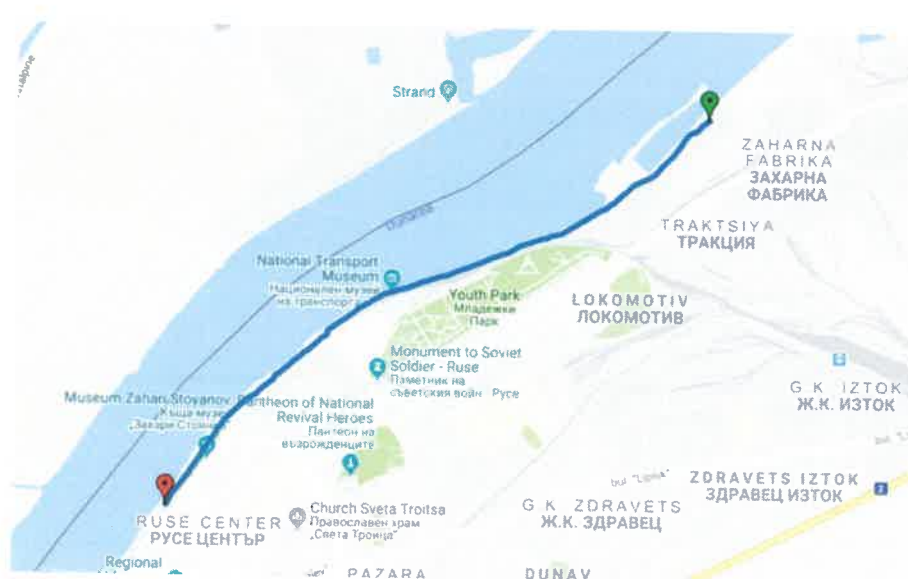 Strand
ZAHARNA
FABRIKA
ЗАХАРНА
ФАБРИКА
TRAKTSIYA
ТРАКЦИЯ
National Transport
Museum
Национален музей
на транспорта
Youth Park
Младежки
Парк
LOKOMOTIV
ЛОКОМОТИВ
Monument to Soviet
Soldier - Ruse
Паметник на
съветския войн Русе
G.K. IZTOK
Ж.К. ИЗТОК
Museum Zahari Stoyanov
Къща музей
Pantheon of National
Revival Heroes
Пантеон на
възрожденците
bul "Lipnik"
ZDRAVETS IZTOK
ЗДРАВЕЦ ИЗТОК
G.K. ZDRAVETS
Ж.К. ЗДРАВЕЦ
RUSE CENTER
РУСЕ ЦЕНТЪР
Church Sveta Troitsa
Православен храм
„Света Троица“
Regional
PAZARA
DUNAV